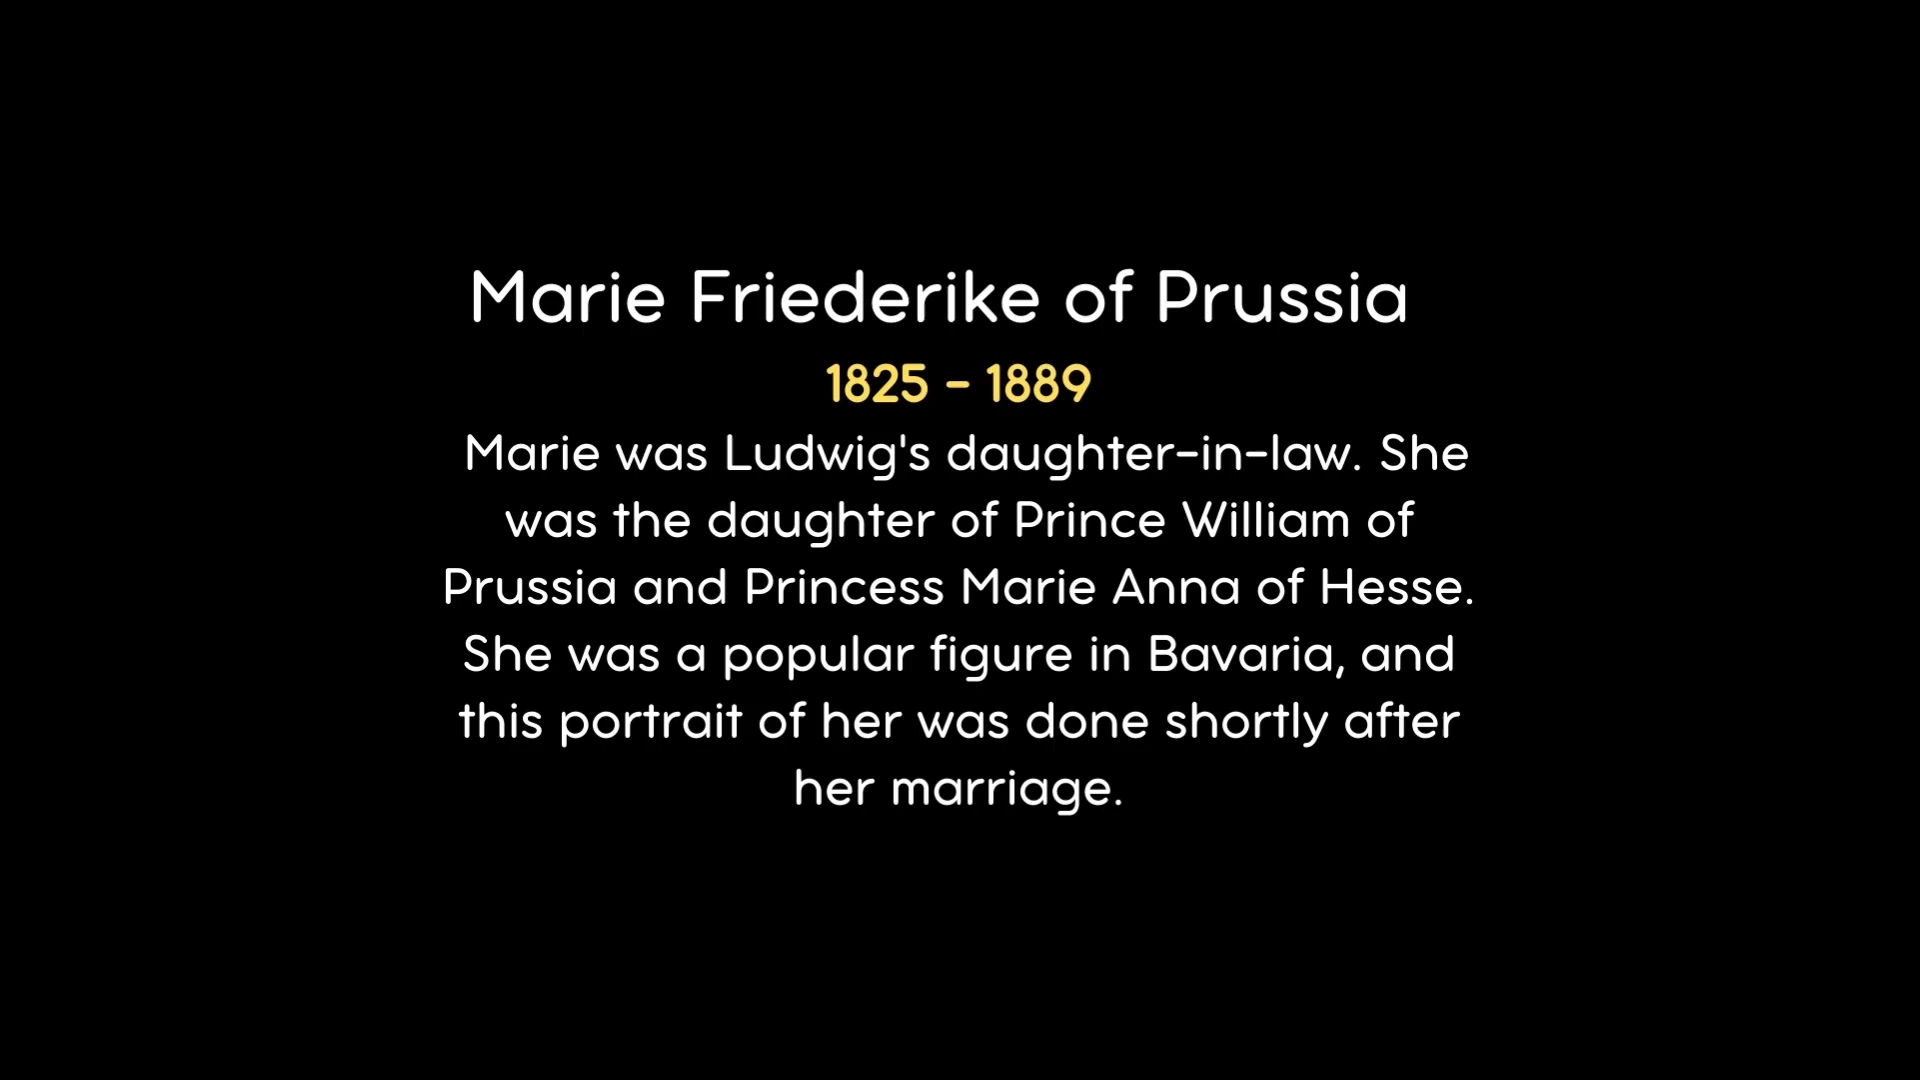 Marie Friederike of Prussia
1825 - 1889
Marie was Ludwig's daughter-in-law. She
was the daughter of Prince William of
Prussia and Princess Marie Anna of Hesse.
She was a popular figure in Bavaria, and
this portrait of her was done shortly after
her marriage.